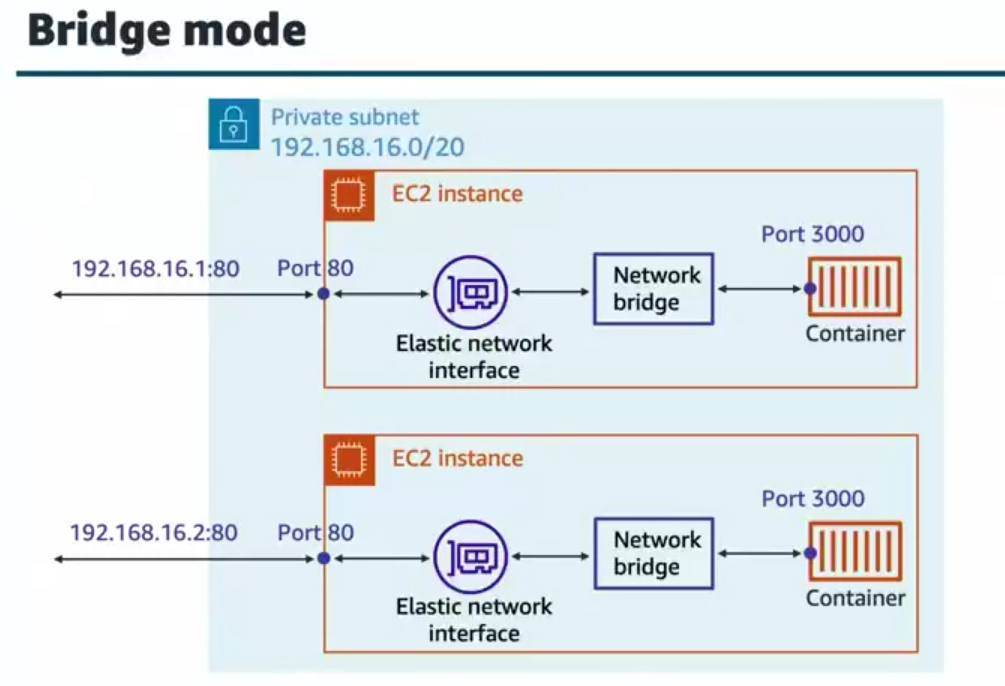 Bridge mode
Private subnet
192.168.16.0/20
EC2 instance
Port 3000
192.168.16.1:80
Port 80
Network
bridge
Elastic network
interface
Container
EC2 instance
Port 3000
192.168.16.2:80
Port 80
Network
bridge
Elastic network
interface
Container